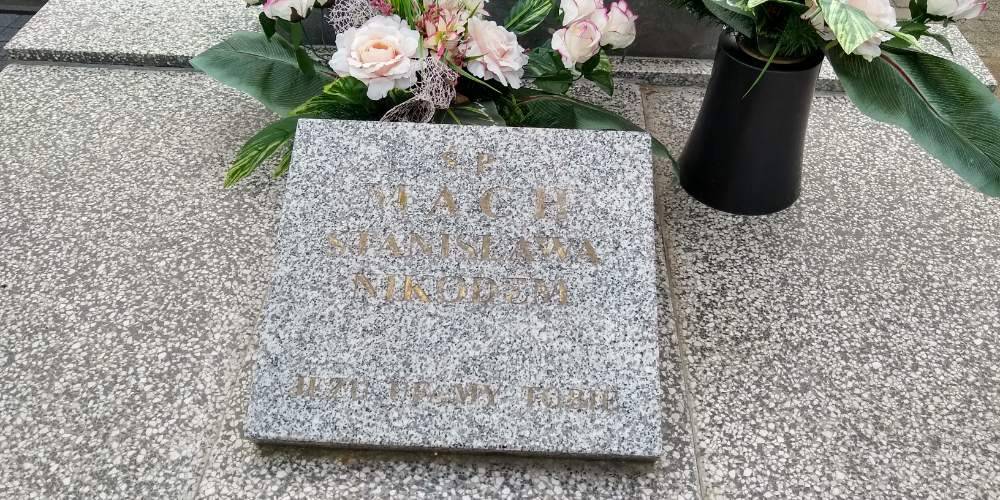 Ś P
MACH
STANISŁAWA
NIKODEM
JEZU UFAMY TOBIE